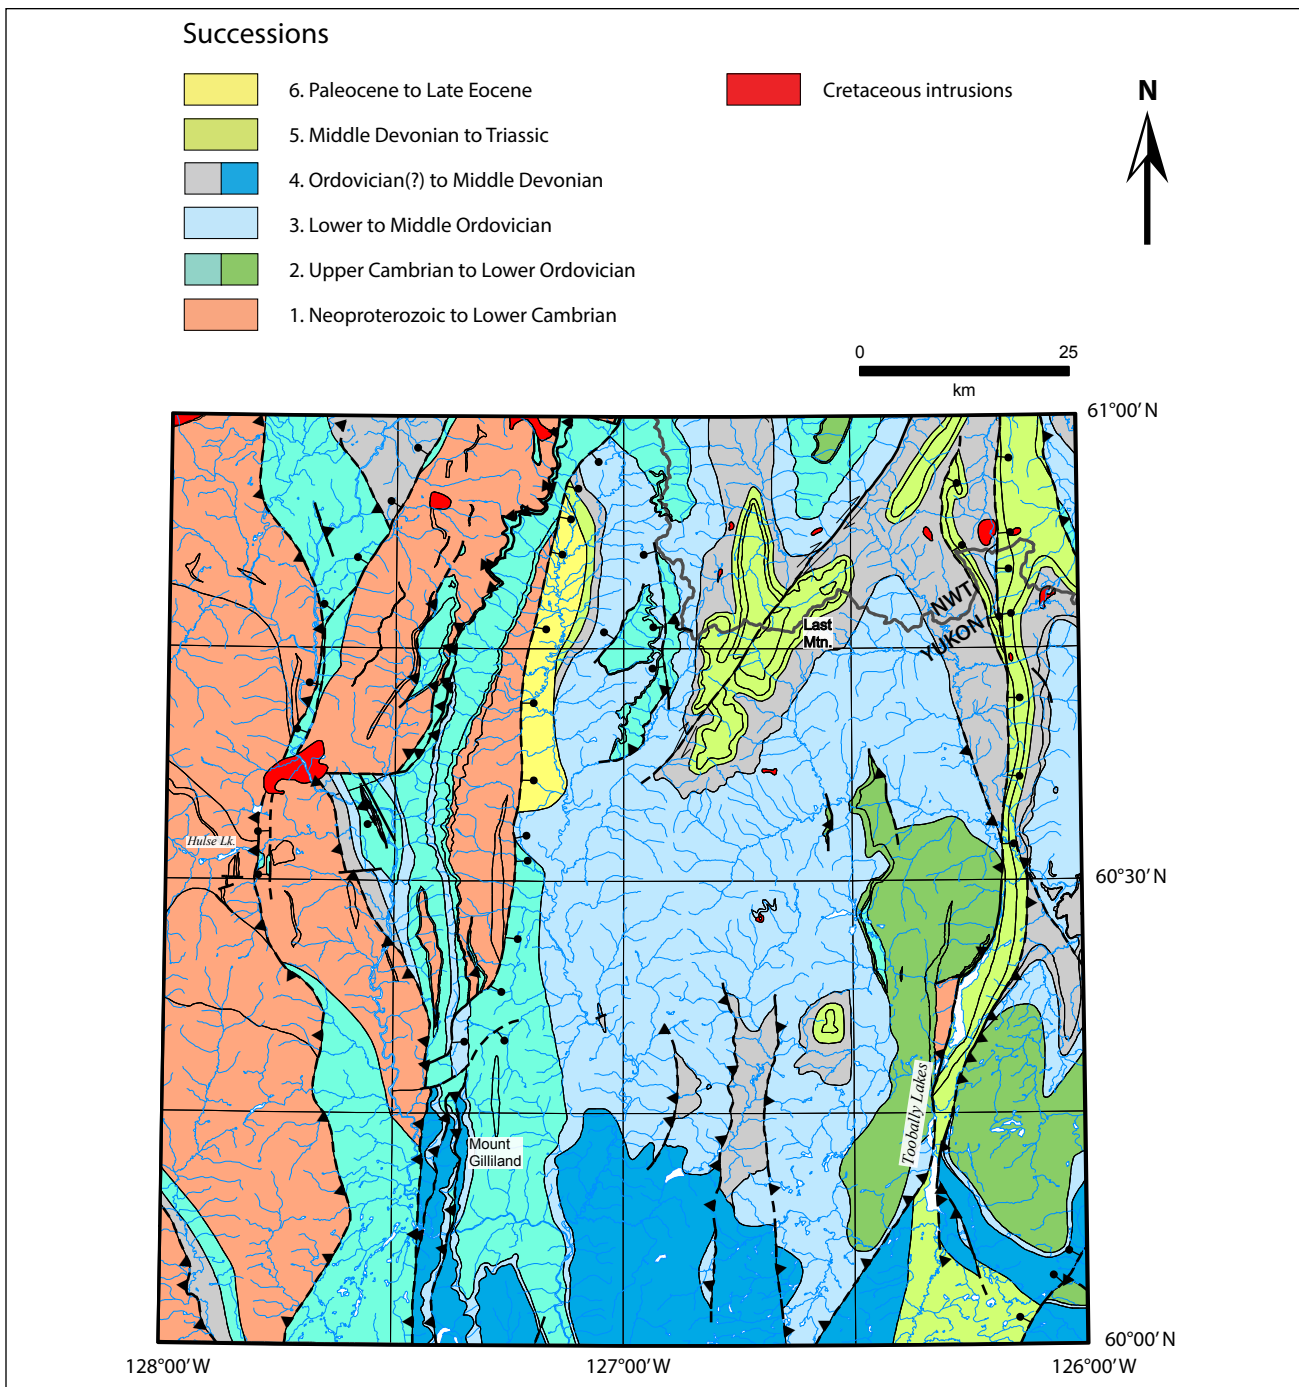 Successions
6. Paleocene to Late Eocene
5. Middle Devonian to Triassic
4. Ordovician(?) to Middle Devonian
3. Lower to Middle Ordovician
2. Upper Cambrian to Lower Ordovician
1. Neoproterozoic to Lower Cambrian
Cretaceous intrusions
N
0 25
km
61°00' N
NWT
YUKON
Last
Mtn.
Hulse Lk.
60°30' N
Toobally Lakes
Mount
Gilliland
60°00' N
128°00' W
127°00' W
126°00' W